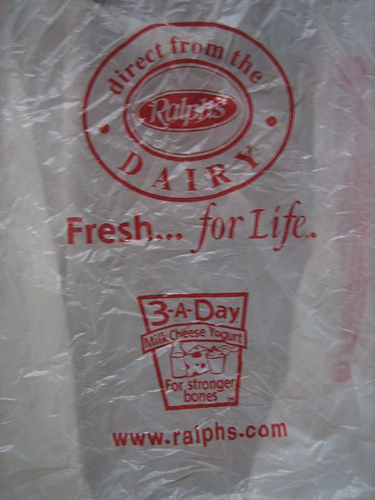 direct from the
Ralphs
DAIRY
Fresh... for Life..
3-A-Day
Milk Cheese Yogurt
For stronger
bones
™
www.ralphs.com